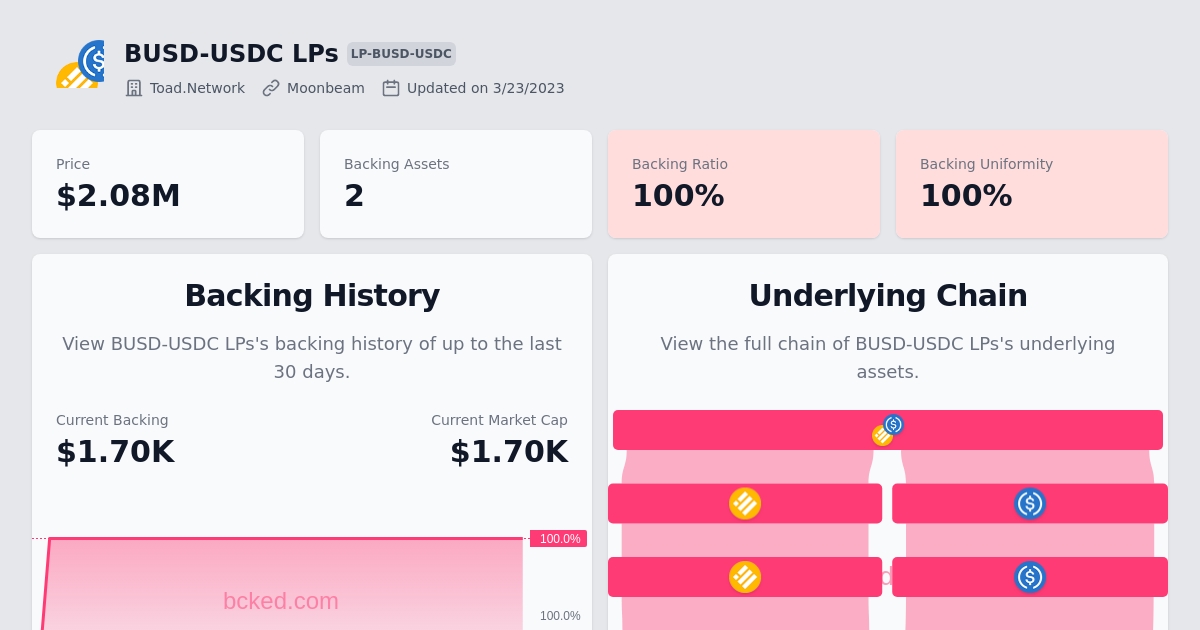 BUSD-USDC LPs LP-BUSD-USDC
Toad.Network Moonbeam Updated on 3/23/2023
Price
$2.08M
Backing Assets
2
Backing Ratio
100%
Backing Uniformity
100%
Backing History
View BUSD-USDC LPs's backing history of up to the last
30 days.
Current Backing
$1.70K
Current Market Cap
$1.70K
100.0%
bcked.com
100.0%
Underlying Chain
View the full chain of BUSD-USDC LPs's underlying
assets.